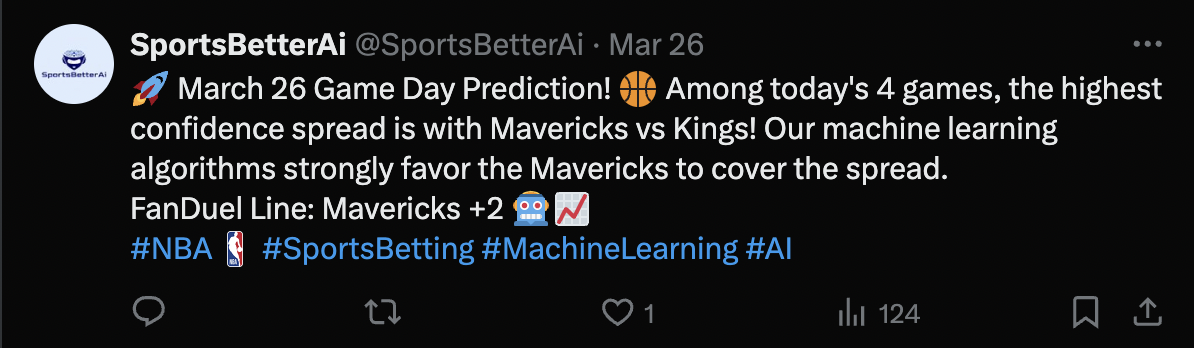 SportsBetterAi @SportsBetterAi · Mar 26
SportsBetterAi
🚀 March 26 Game Day Prediction! 🏀 Among today's 4 games, the highest
confidence spread is with Mavericks vs Kings! Our machine learning
algorithms strongly favor the Mavericks to cover the spread.
FanDuel Line: Mavericks +2 🤖📈
#NBA NBA #SportsBetting #MachineLearning #AI
1
124